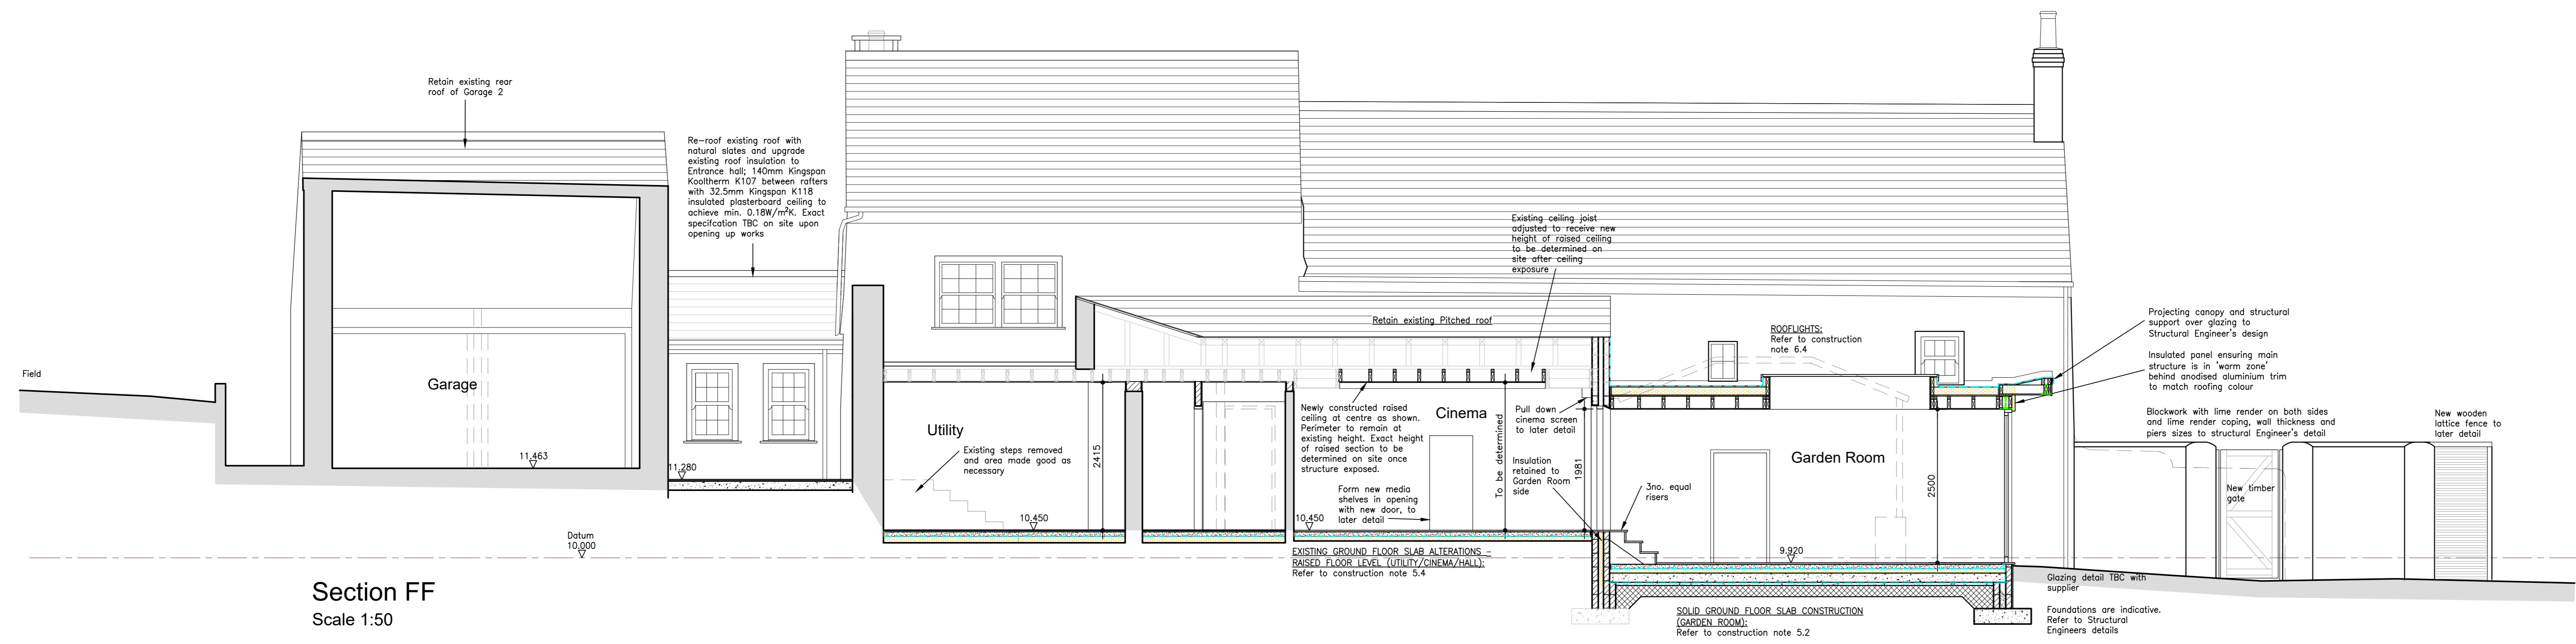 Retain existing rear
roof of Garage 2
Re-roof existing roof with
natural slates and upgrade
existing roof insulation to
Entrance hall; 140mm Kingspan
Kooltherm K107 between rafters
with 32.5mm Kingspan K118
insulated plasterboard ceiling to
achieve min. 0.18W/m²K. Exact
specifcation TBC on site upon
opening up works
Existing ceiling joist
adjusted to receive new
height of raised ceiling
to be determined on
site after ceiling
exposure
Retain existing Pitched roof
ROOFLIGHTS:
Refer to construction
note 6.4
Projecting canopy and structural
support over glazing to
Structural Engineer's design
Insulated panel ensuring main
structure is in 'warm zone'
behind anodised aluminium trim
to match roofing colour
Blockwork with lime render on both sides
and lime render coping, wall thickness and
piers sizes to structural Engineer's detail
New wooden
lattice fence to
later detail
Field
Garage
11.463
11.280
Utility
Existing steps removed
and area made good as
necessary
2415
10.450
Newly constructed raised
ceiling at centre as shown.
Perimeter to remain at
existing height. Exact height
of raised section to be
determined on site once
structure exposed.
Cinema
Form new media
shelves in opening
with new door, to
later detail
To be determined
10.450
Pull down
cinema screen
to later detail
Insulation
retained to
Garden Room
side
1981
3no. equal
risers
Garden Room
2500
9.920
New timber
gate
Datum
10.000
EXISTING GROUND FLOOR SLAB ALTERATIONS -
RAISED FLOOR LEVEL (UTILITY/CINEMA/HALL):
Refer to construction note 5.4
SOLID GROUND FLOOR SLAB CONSTRUCTION
(GARDEN ROOM):
Refer to construction note 5.2
Glazing detail TBC with
supplier
Foundations are indicative.
Refer to Structural
Engineers details
Section FF
Scale 1:50